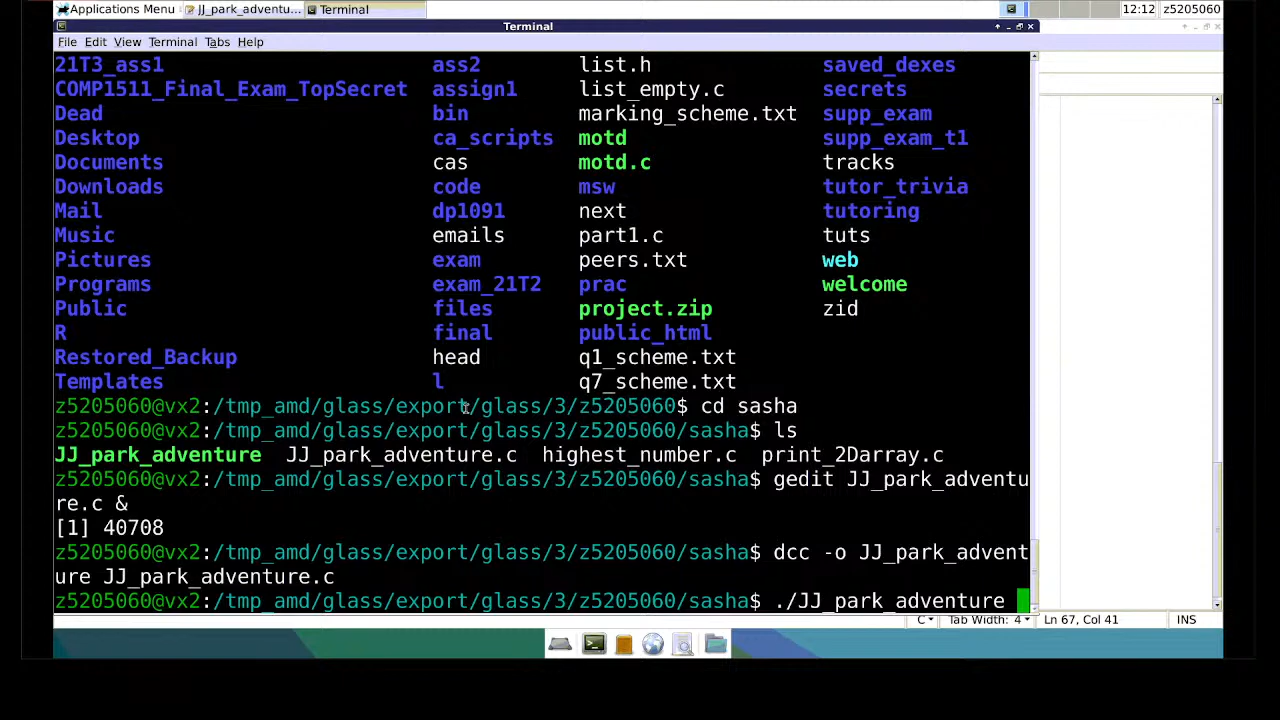 Applications Menu JJ_park_adventu... Terminal 12:12 z5205060
Terminal
File Edit View Terminal Tabs Help
21T3_ass1 ass2 list.h saved_dexes
COMP1511_Final_Exam_TopSecret assign1 list_empty.c secrets
Dead bin marking_scheme.txt supp_exam
Desktop ca_scripts motd supp_exam_t1
Documents cas motd.c tracks
Downloads code msw tutor_trivia
Mail dp1091 next tutoring
Music emails part1.c tuts
Pictures exam peers.txt web
Programs exam_21T2 prac welcome
Public files project.zip zid
R final public_html
Restored_Backup head q1_scheme.txt
Templates l q7_scheme.txt
z5205060@vx2:/tmp_amd/glass/export/glass/3/z5205060$ cd sasha
z5205060@vx2:/tmp_amd/glass/export/glass/3/z5205060/sasha$ ls
JJ_park_adventure JJ_park_adventure.c highest_number.c print_2Darray.c
z5205060@vx2:/tmp_amd/glass/export/glass/3/z5205060/sasha$ gedit JJ_park_adventu
re.c &
[1] 40708
z5205060@vx2:/tmp_amd/glass/export/glass/3/z5205060/sasha$ dcc -o JJ_park_advent
ure JJ_park_adventure.c
z5205060@vx2:/tmp_amd/glass/export/glass/3/z5205060/sasha$ ./JJ_park_adventure
C Tab Width: 4 Ln 67, Col 41 INS